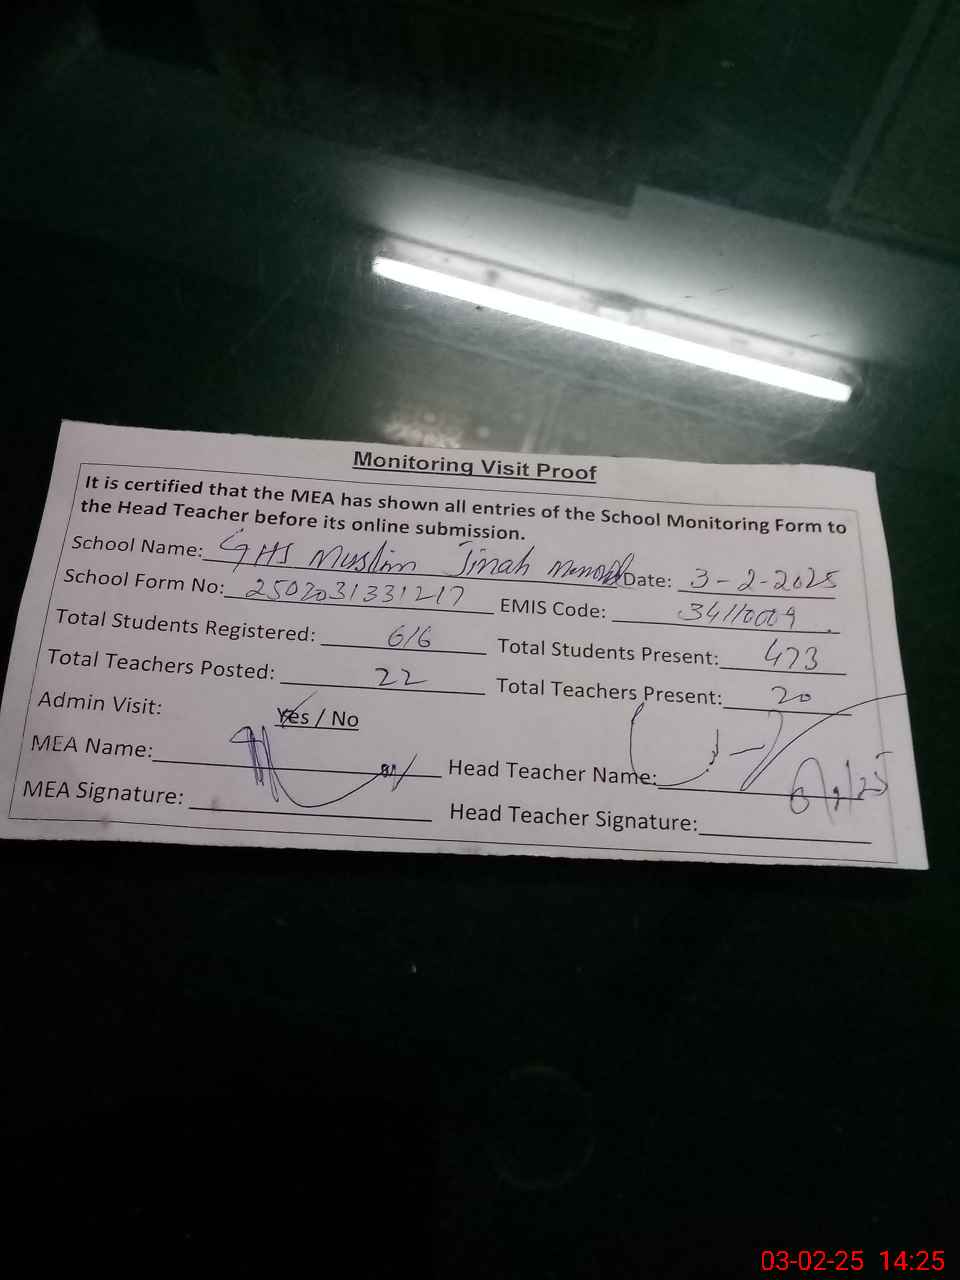 Monitoring Visit Proof
It is certified that the MEA has shown all entries of the School Monitoring Form to
the Head Teacher before its online submission.
School Name: GHS Muslim Jinah Date: 3-2-2025
School Form No: 2502031331217 EMIS Code: 34110009
Total Students Registered: 616 Total Students Present: 473
Total Teachers Posted: 22 Total Teachers Present: 20
Admin Visit: Yes / No
MEA Name: Head Teacher Name:
MEA Signature: Head Teacher Signature:
03-02-25 14:25